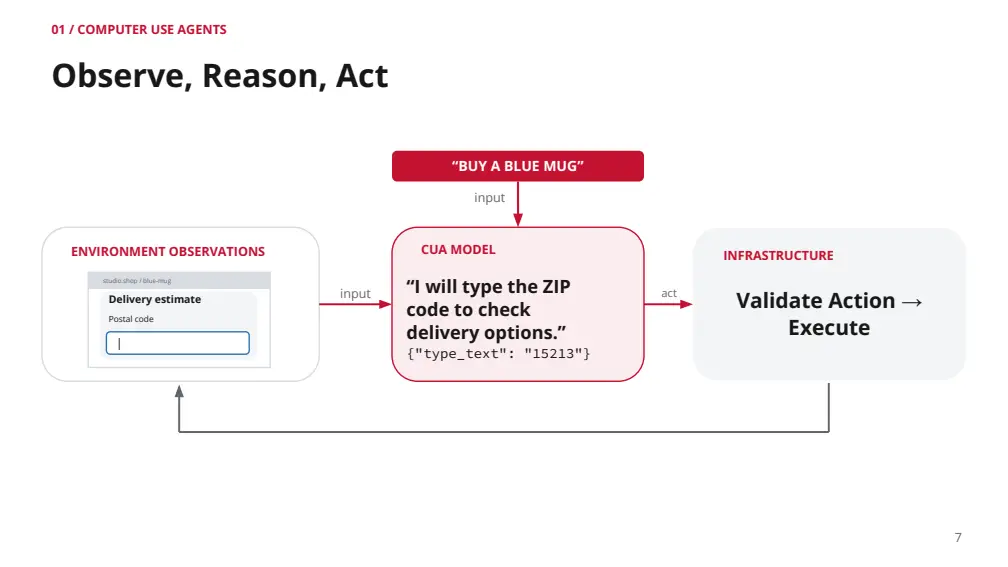 01 / COMPUTER USE AGENTS
Observe, Reason, Act
“BUY A BLUE MUG”
input
ENVIRONMENT OBSERVATIONS
studio.shop / blue-mug
Delivery estimate
Postal code
input
CUA MODEL
“I will type the ZIP
code to check
delivery options.”
{"type_text": "15213"}
act
INFRASTRUCTURE
Validate Action →
Execute
7